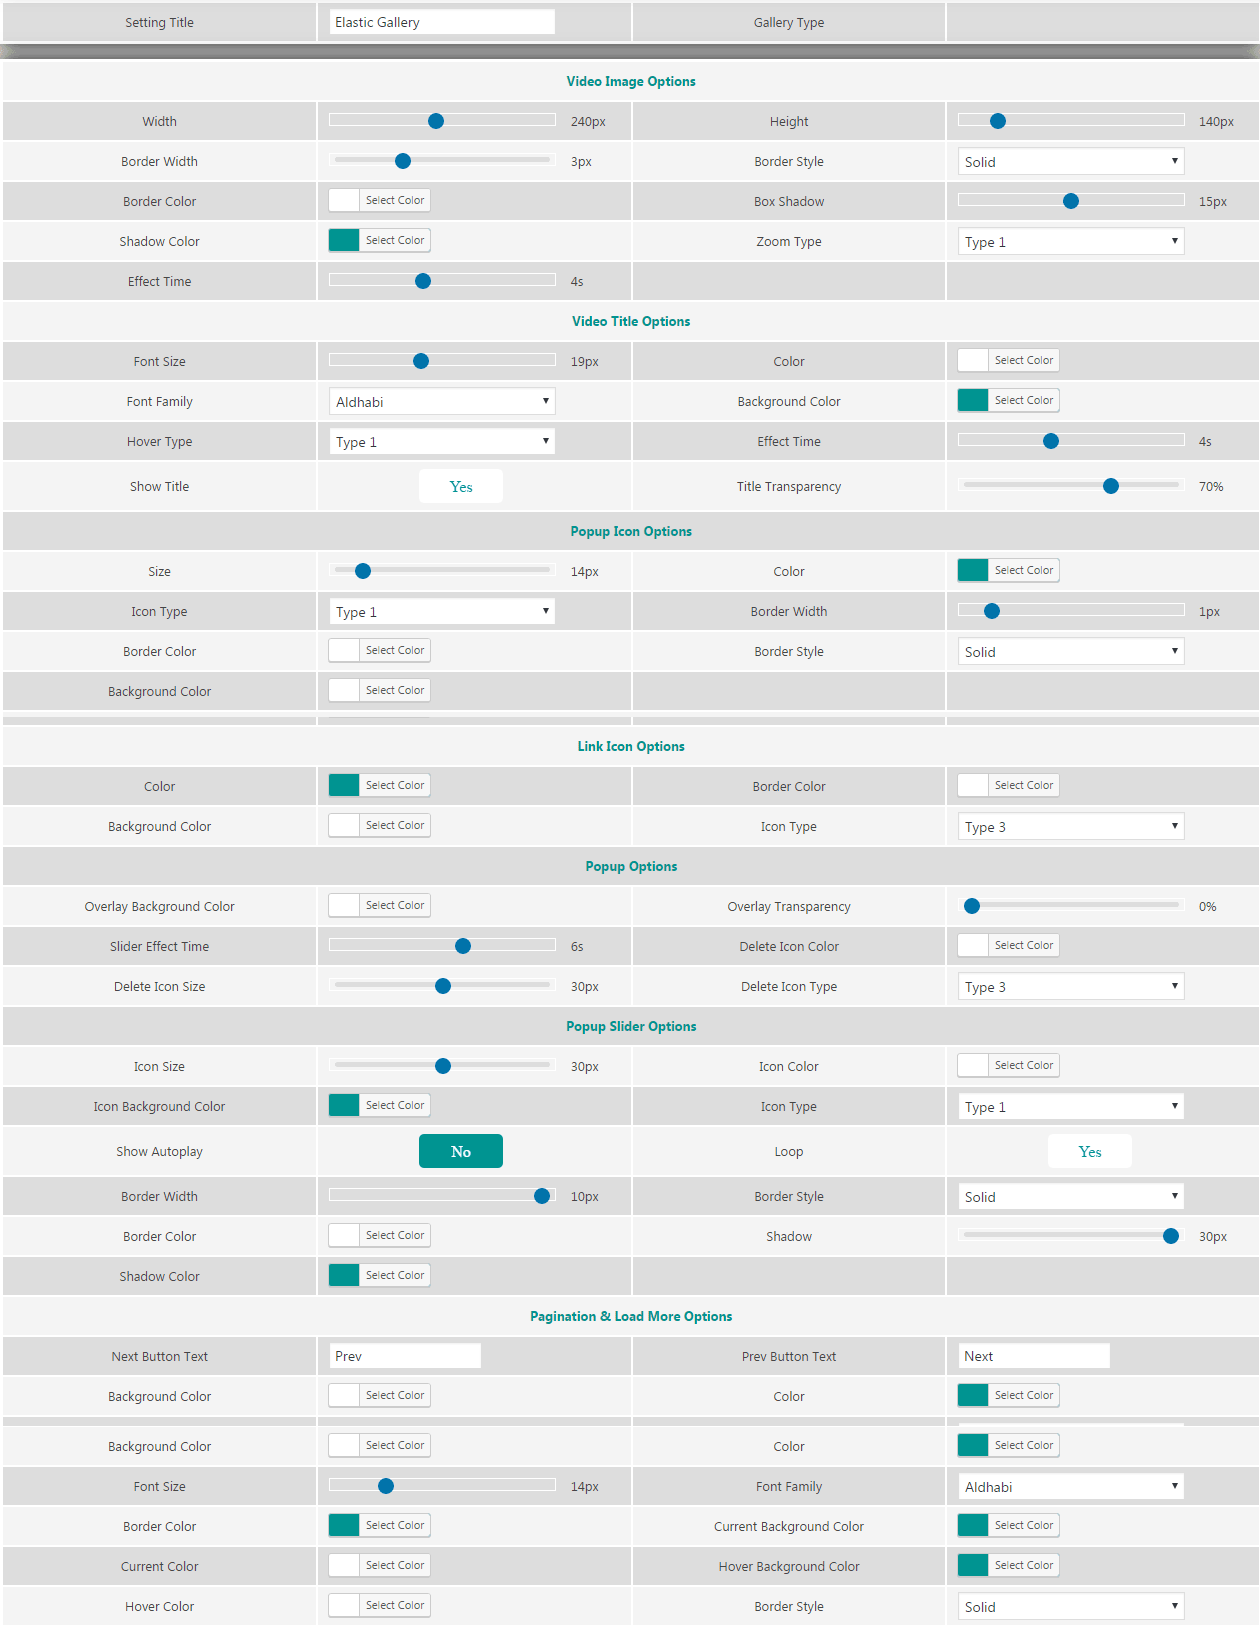 Setting Title Elastic Gallery Gallery Type
Video Image Options
Width 240px Height 140px
Border Width 3px Border Style Solid
Border Color Select Color Box Shadow 15px
Shadow Color Select Color Zoom Type Type 1
Effect Time 4s
Video Title Options
Font Size 19px Color Select Color
Font Family Aldhabi Background Color Select Color
Hover Type Type 1 Effect Time 4s
Show Title Yes Title Transparency 70%
Popup Icon Options
Size 14px Color Select Color
Icon Type Type 1 Border Width 1px
Border Color Select Color Border Style Solid
Background Color Select Color
Link Icon Options
Color Select Color Border Color Select Color
Background Color Select Color Icon Type Type 3
Popup Options
Overlay Background Color Select Color Overlay Transparency 0%
Slider Effect Time 6s Delete Icon Color Select Color
Delete Icon Size 30px Delete Icon Type Type 3
Popup Slider Options
Icon Size 30px Icon Color Select Color
Icon Background Color Select Color Icon Type Type 1
Show Autoplay No Loop Yes
Border Width 10px Border Style Solid
Border Color Select Color Shadow 30px
Shadow Color Select Color
Pagination & Load More Options
Next Button Text Prev Prev Button Text Next
Background Color Select Color Color Select Color
Background Color Select Color Color Select Color
Font Size 14px Font Family Aldhabi
Border Color Select Color Current Background Color Select Color
Current Color Select Color Hover Background Color Select Color
Hover Color Select Color Border Style Solid